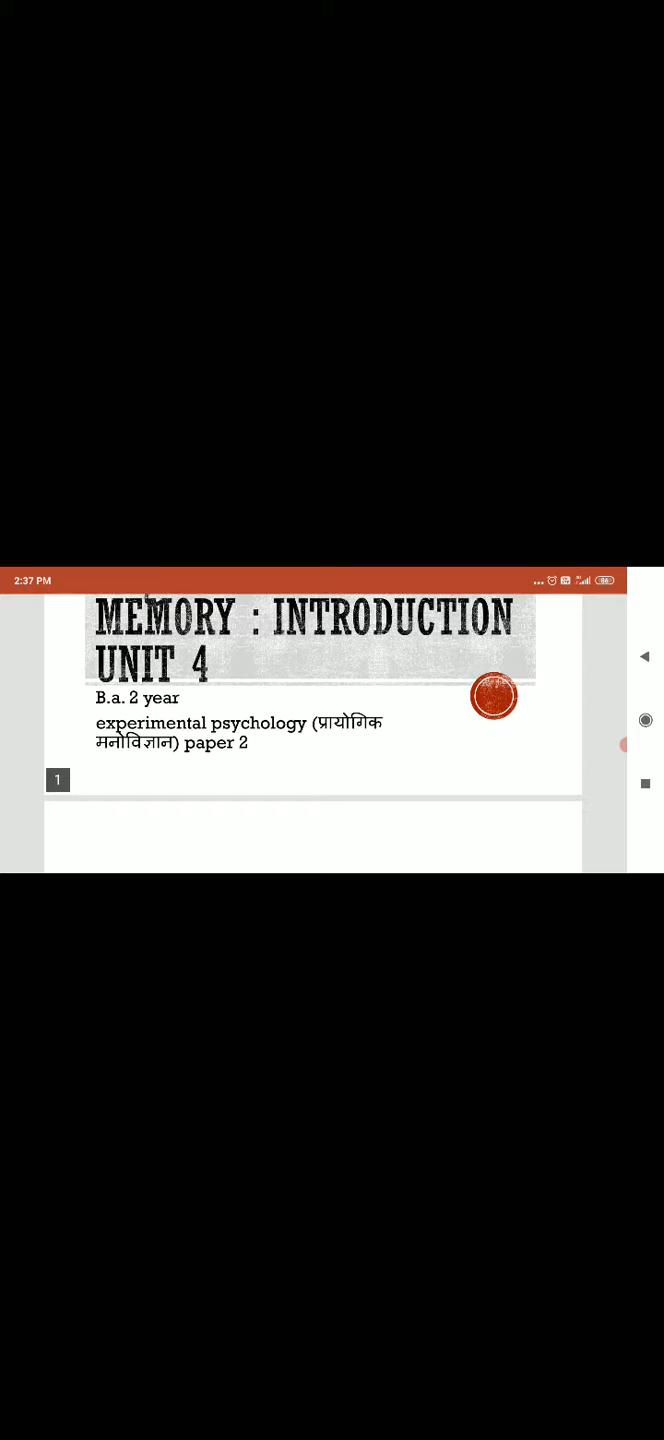 2:37 PM
MEMORY : INTRODUCTION
UNIT 4
B.a. 2 year
experimental psychology (प्रायोगिक
मनोविज्ञान) paper 2
1